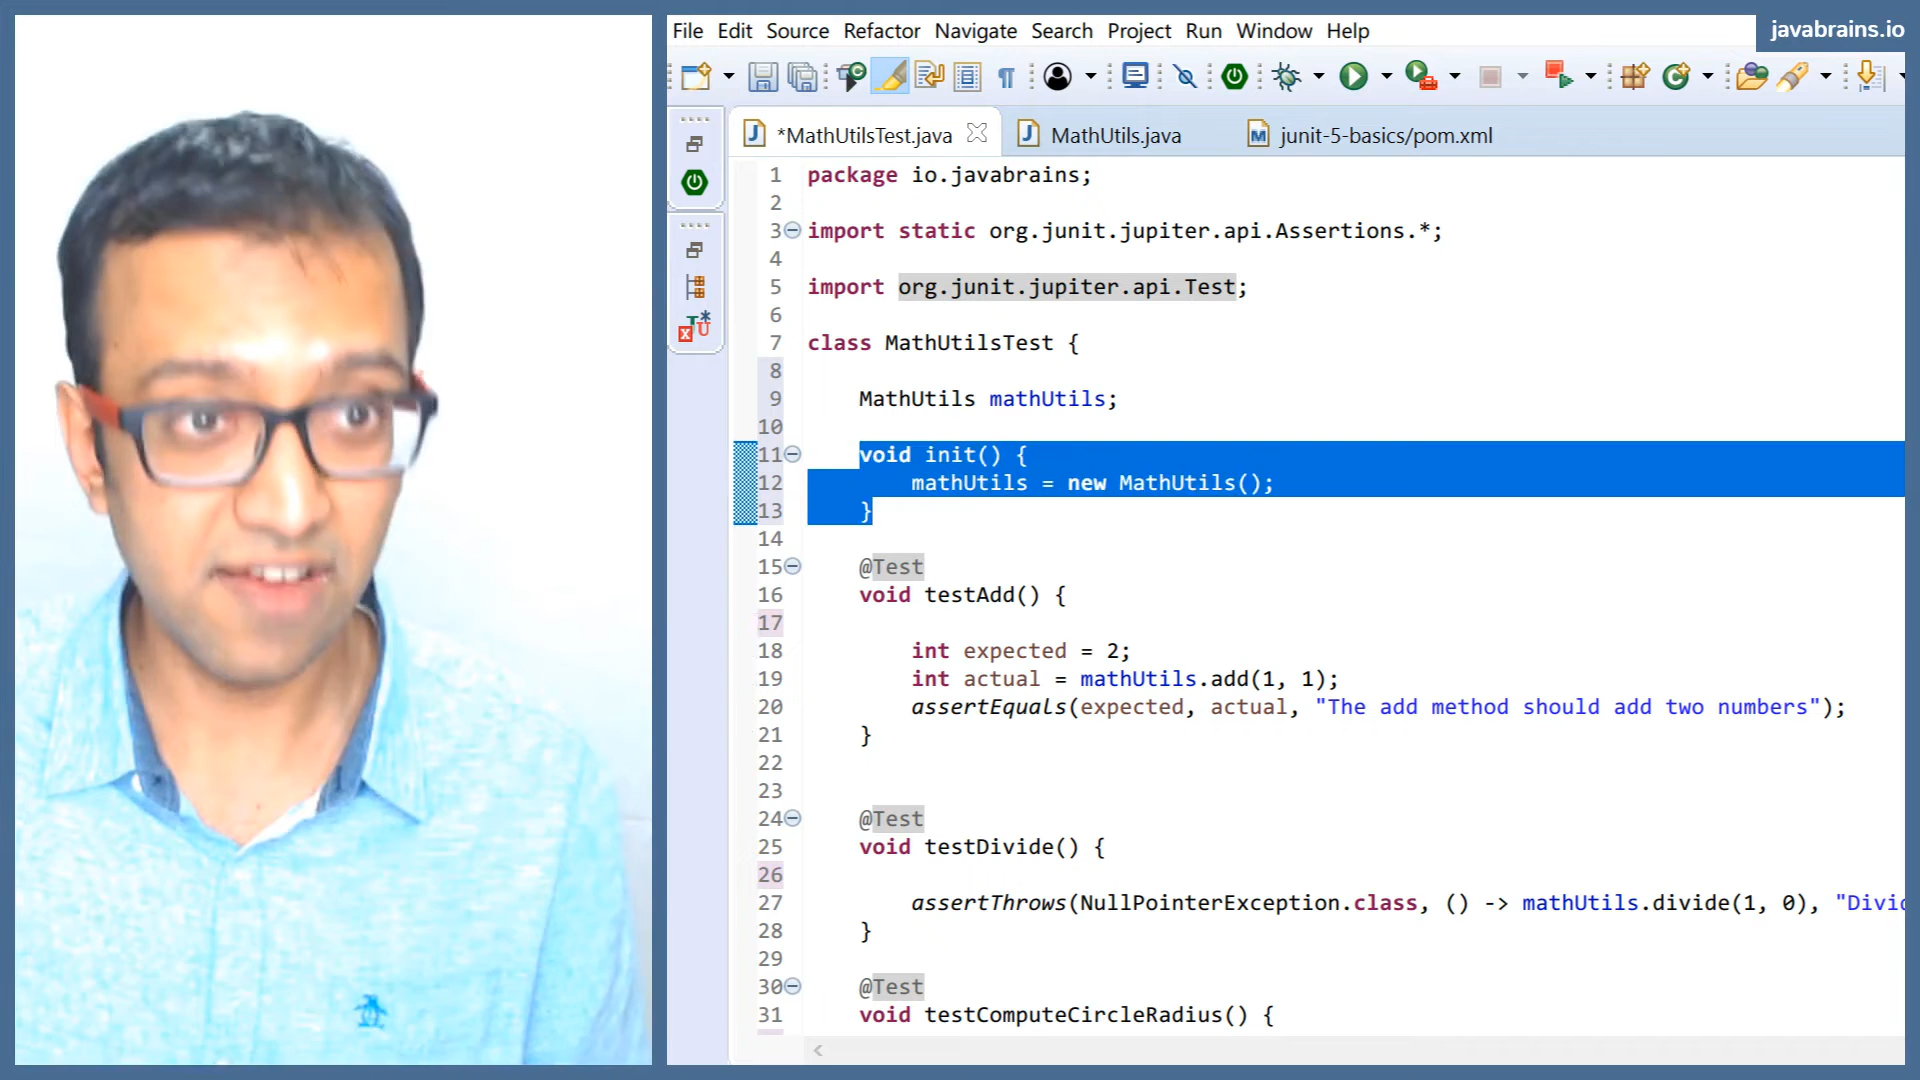 File Edit Source Refactor Navigate Search Project Run Window Help
javabrains.io
*MathUtilsTest.java
MathUtils.java
junit-5-basics/pom.xml
1 package io.javabrains;
2
3 import static org.junit.jupiter.api.Assertions.*;
4
5 import org.junit.jupiter.api.Test;
6
7 class MathUtilsTest {
8
9 MathUtils mathUtils;
10
11 void init() {
12 mathUtils = new MathUtils();
13 }
14
15 @Test
16 void testAdd() {
17
18 int expected = 2;
19 int actual = mathUtils.add(1, 1);
20 assertEquals(expected, actual, "The add method should add two numbers");
21 }
22
23
24 @Test
25 void testDivide() {
26
27 assertThrows(NullPointerException.class, () -> mathUtils.divide(1, 0), "Divi
28 }
29
30 @Test
31 void testComputeCircleRadius() {